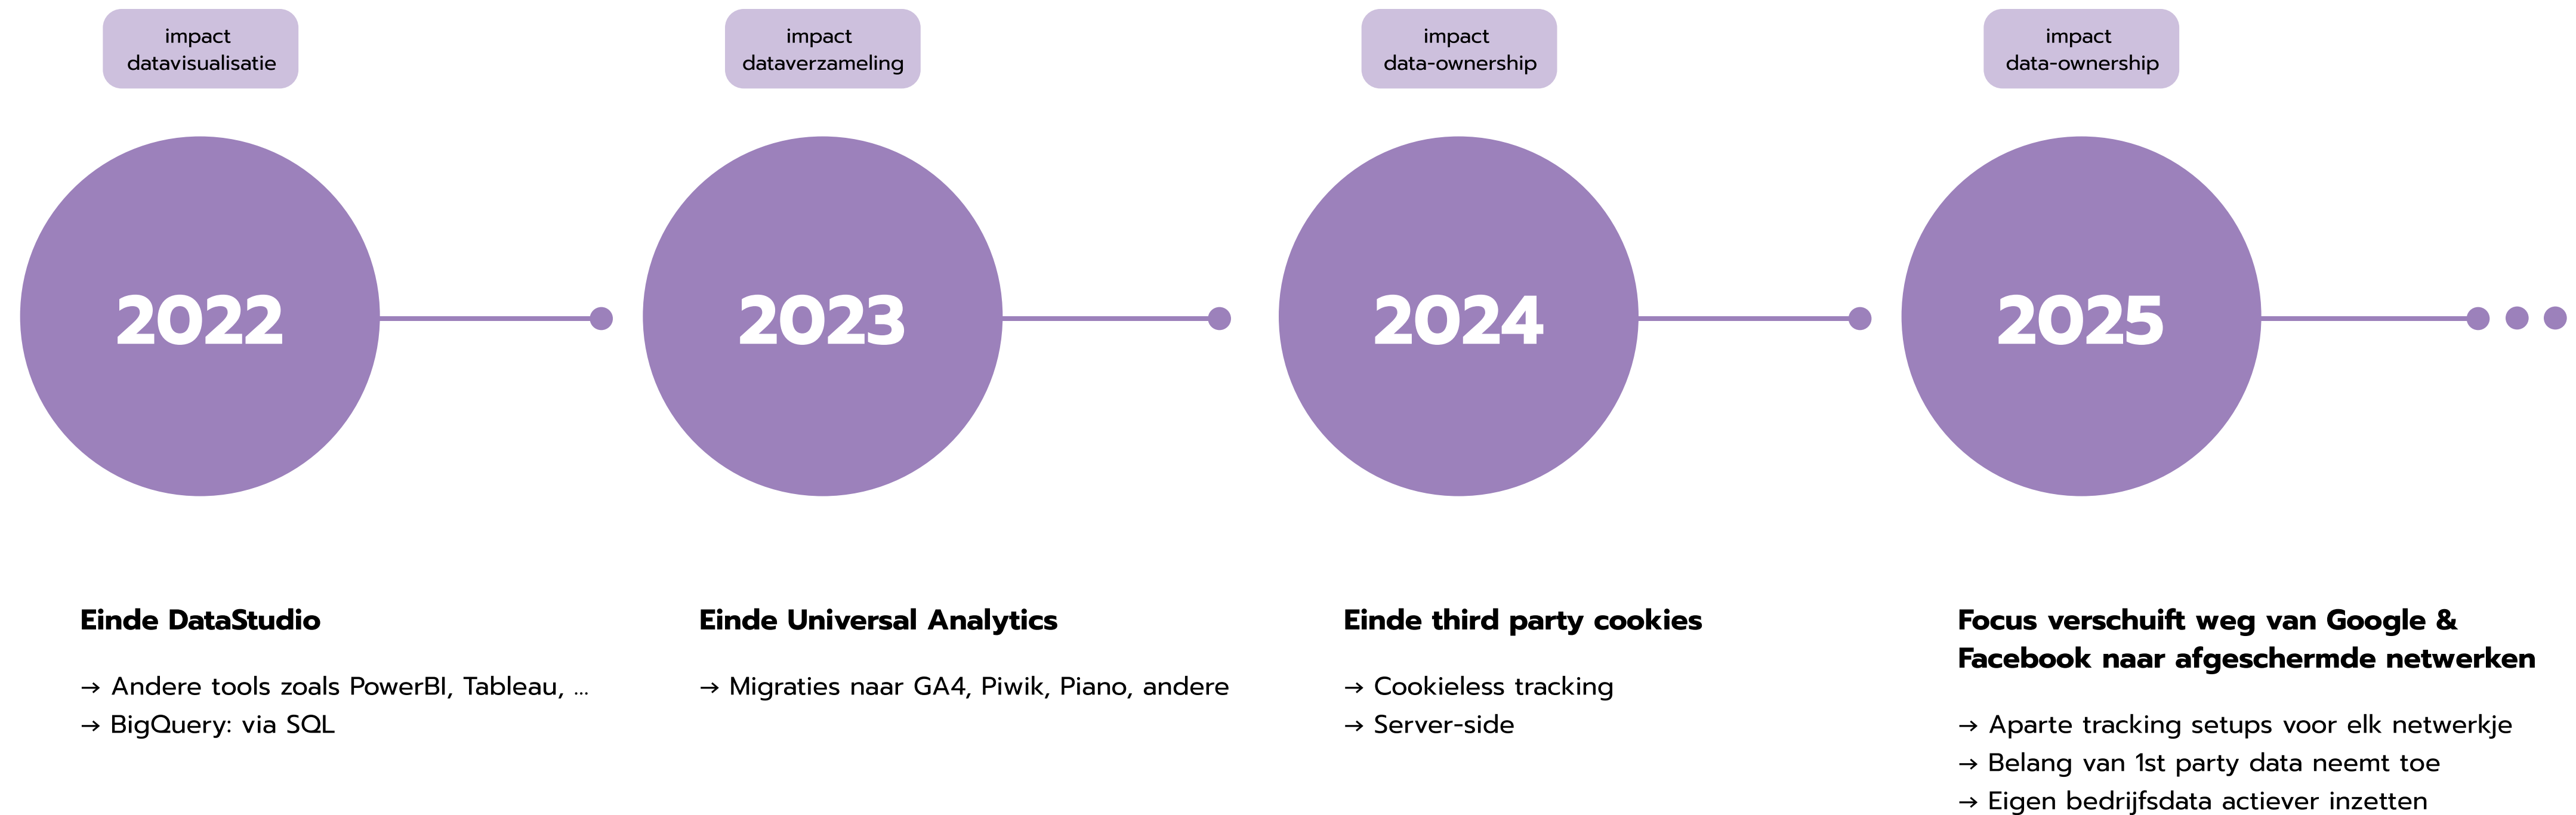 impact
datavisualisatie
impact
dataverzameling
impact
data-ownership
impact
data-ownership
2022
2023
2024
2025
Einde DataStudio
→ Andere tools zoals PowerBI, Tableau, ...
→ BigQuery: via SQL
Einde Universal Analytics
→ Migraties naar GA4, Piwik, Piano, andere
Einde third party cookies
→ Cookieless tracking
→ Server-side
Focus verschuift weg van Google &
Facebook naar afgeschermde netwerken
→ Aparte tracking setups voor elk netwerkje
→ Belang van 1st party data neemt toe
→ Eigen bedrijfsdata actiever inzetten